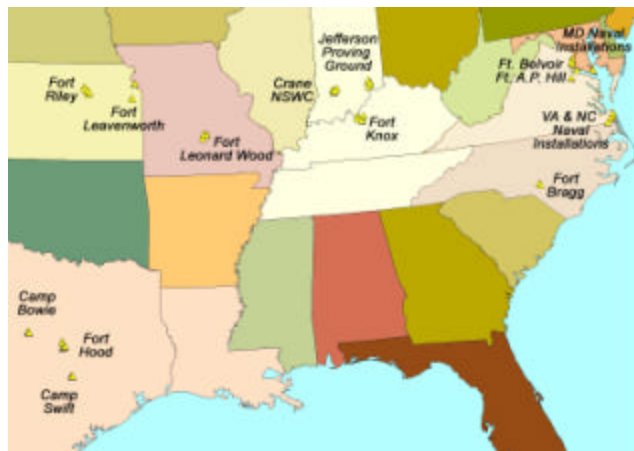 MD Naval
Installations
Jefferson
Proving
Ground
Ft. Belvoir
Ft. A.P. Hill
Crane
NSWC
Fort
Riley
Fort
Leavenworth
Fort
Knox
VA & NC
Naval
Installations
Fort
Leonard Wood
Fort
Bragg
Camp
Bowie
Fort
Hood
Camp
Swift